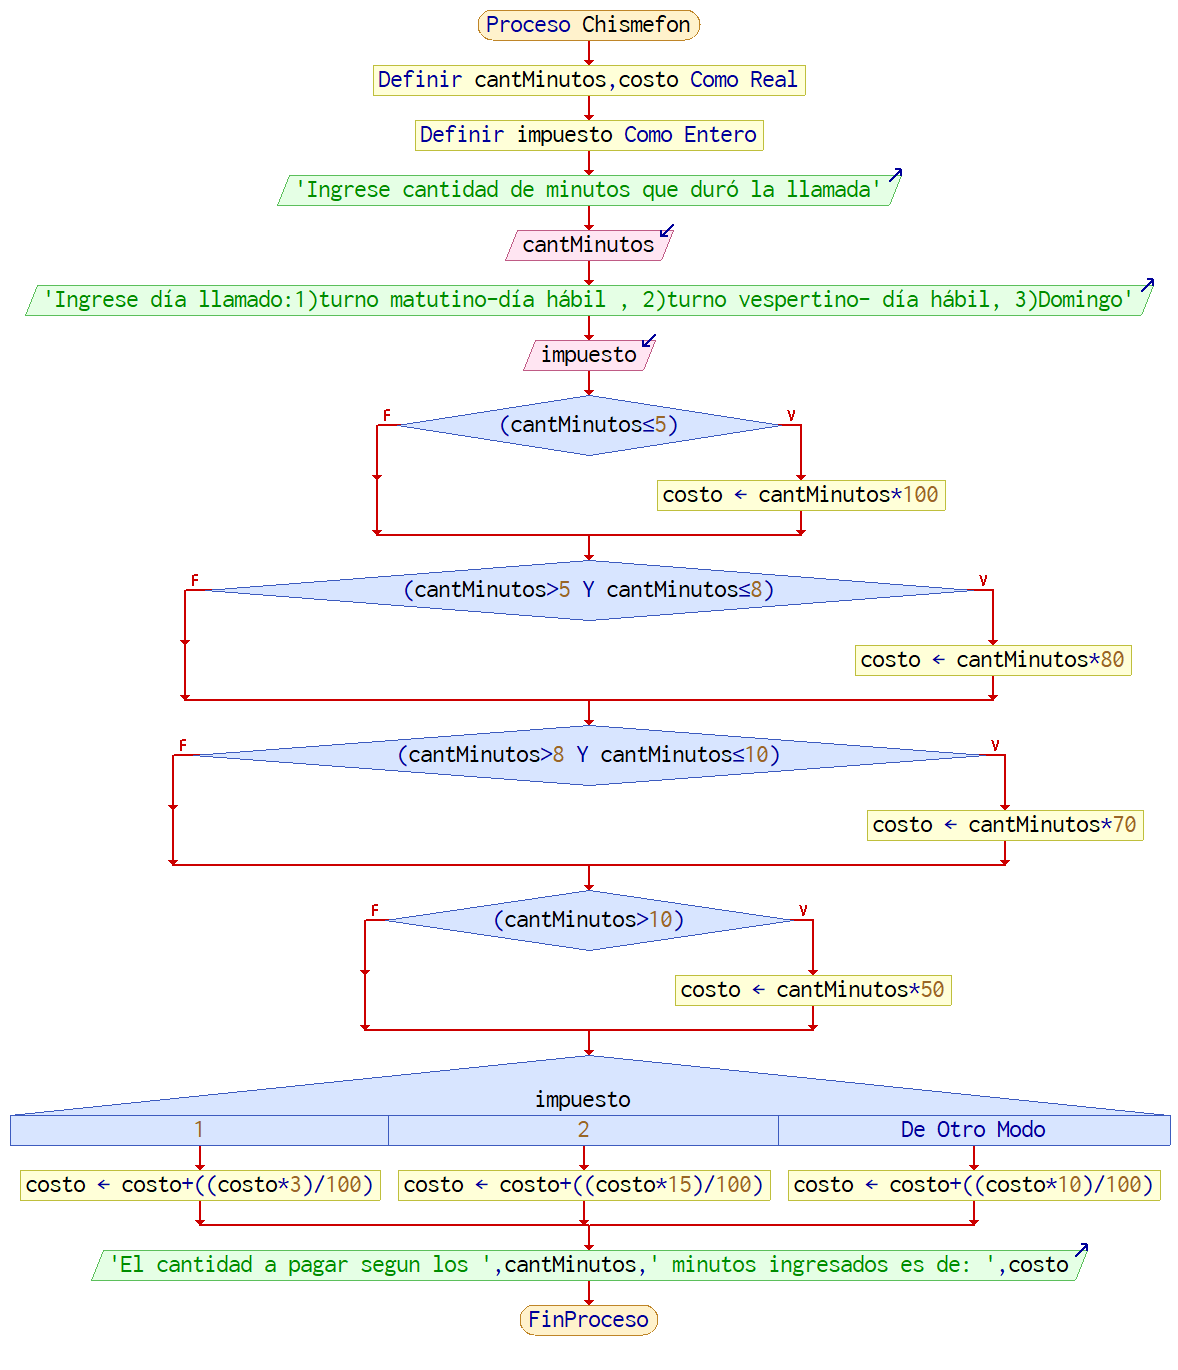 Proceso Chismefon
Definir cantMinutos,costo Como Real
Definir impuesto Como Entero
'Ingrese cantidad de minutos que duró la llamada'
cantMinutos
'Ingrese día llamado:1)turno matutino-día hábil , 2)turno vespertino- día hábil, 3)Domingo'
impuesto
F
V
(cantMinutos≤5)
costo ← cantMinutos*100
F
V
(cantMinutos>5 Y cantMinutos≤8)
costo ← cantMinutos*80
F
V
(cantMinutos>8 Y cantMinutos≤10)
costo ← cantMinutos*70
F
V
(cantMinutos>10)
costo ← cantMinutos*50
impuesto
1
2
De Otro Modo
costo ← costo+((costo*3)/100)
costo ← costo+((costo*15)/100)
costo ← costo+((costo*10)/100)
'El cantidad a pagar segun los ',cantMinutos,' minutos ingresados es de: ',costo
FinProceso